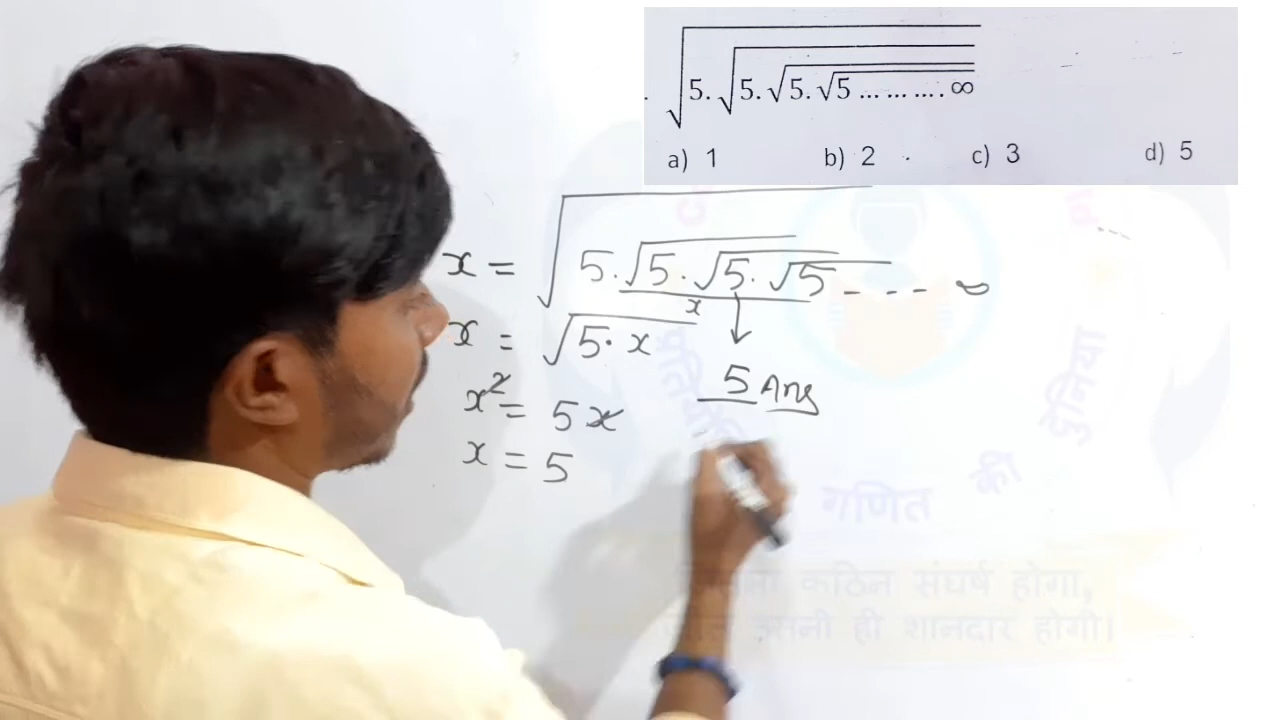 √5.√5.√5.√5 ... ... ... . ∞
a) 1 b) 2 c) 3 d) 5
x = √5.√5.√5.√5 - - - ∞
x
x = √5.x
5 Ans
x² = 5x
x = 5
गणित की
दुनिया
कठिन संघर्ष होगा,
उतनी ही शानदार होगी।